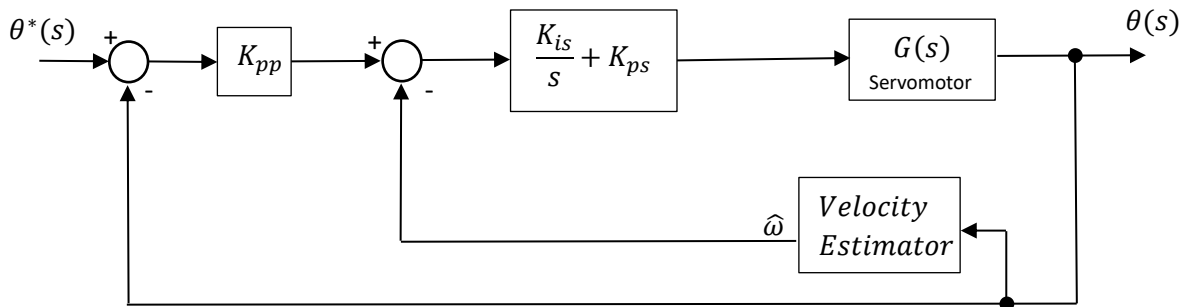 θ*(s)
+
-
K_pp
+
-
K_is/s + K_ps
G(s)
Servomotor
θ(s)
ω̂
Velocity
Estimator